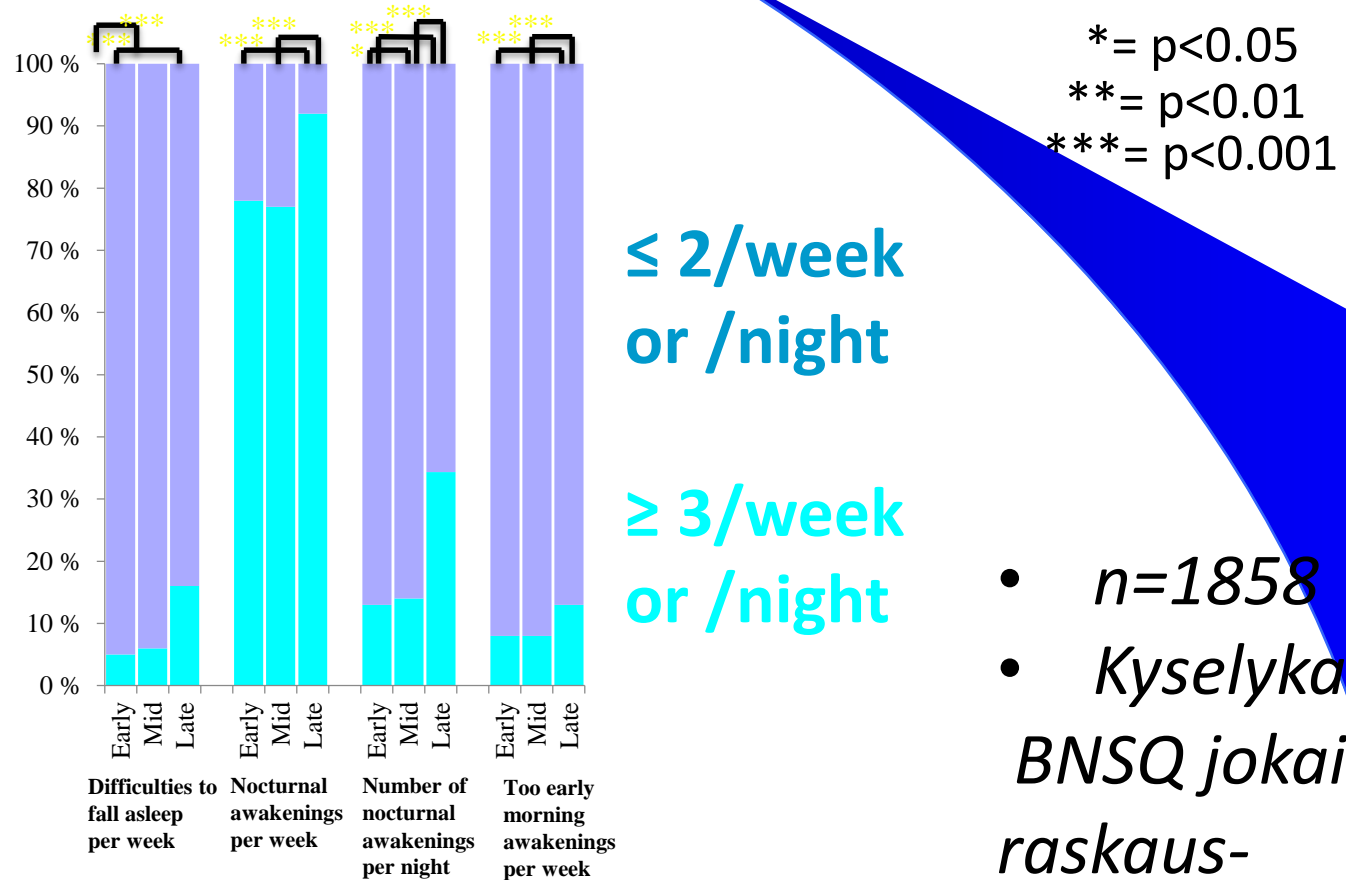 ***
***
***
***
***
***
***
*
***
***
100 %
90 %
80 %
70 %
60 %
50 %
40 %
30 %
20 %
10 %
0 %
Early
Mid
Late
Early
Mid
Late
Early
Mid
Late
Early
Mid
Late
Difficulties to
fall asleep
per week
Nocturnal
awakenings
per week
Number of
nocturnal
awakenings
per night
Too early
morning
awakenings
per week
≤ 2/week
or /night
≥ 3/week
or /night
*= p<0.05
**= p<0.01
***= p<0.001
• n=1858
• Kyselyka
BNSQ jokai
raskaus-